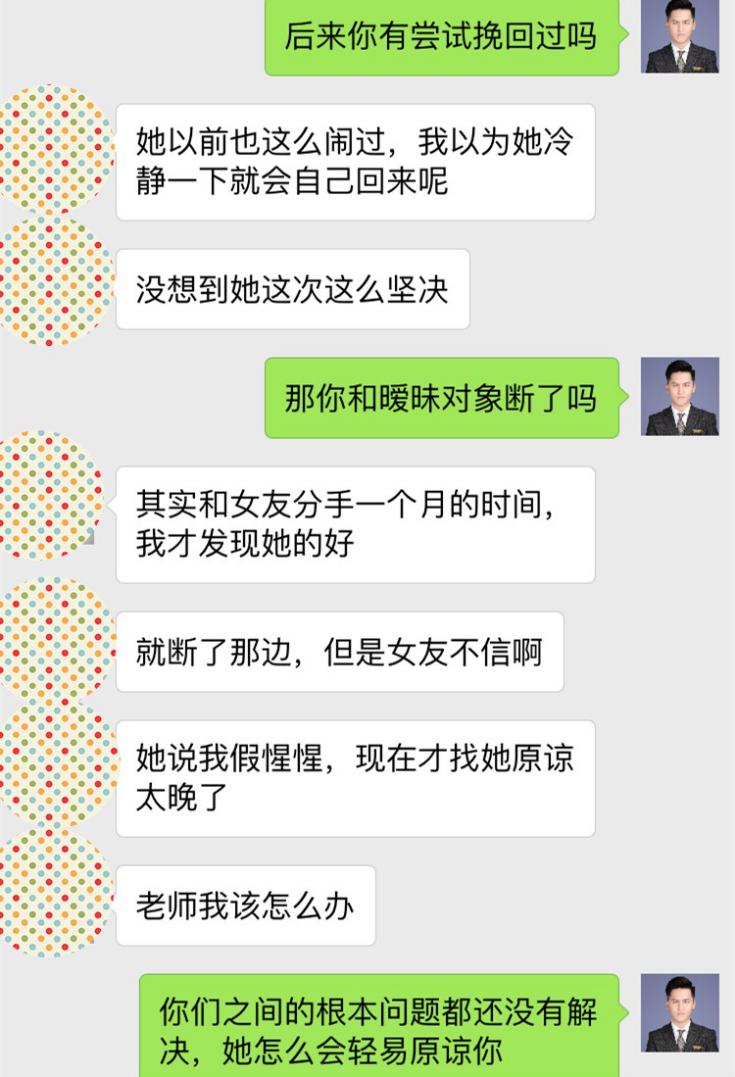 后来你有尝试挽回过吗
她以前也这么闹过，我以为她冷
静一下就会自己回来呢
没想到她这次这么坚决
那你和暧昧对象断了吗
其实和女友分手一个月的时间，
我才发现她的好
就断了那边，但是女友不信啊
她说我假惺惺，现在才找她原谅
太晚了
老师我该怎么办
你们之间的根本问题都还没有解
决，她怎么会轻易原谅你